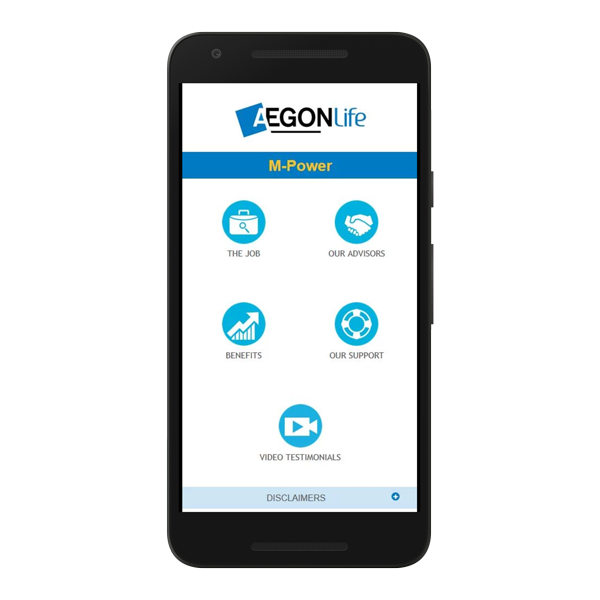 AEGONLife
M-Power
THE JOB
OUR ADVISORS
BENEFITS
OUR SUPPORT
VIDEO TESTIMONIALS
DISCLAIMERS